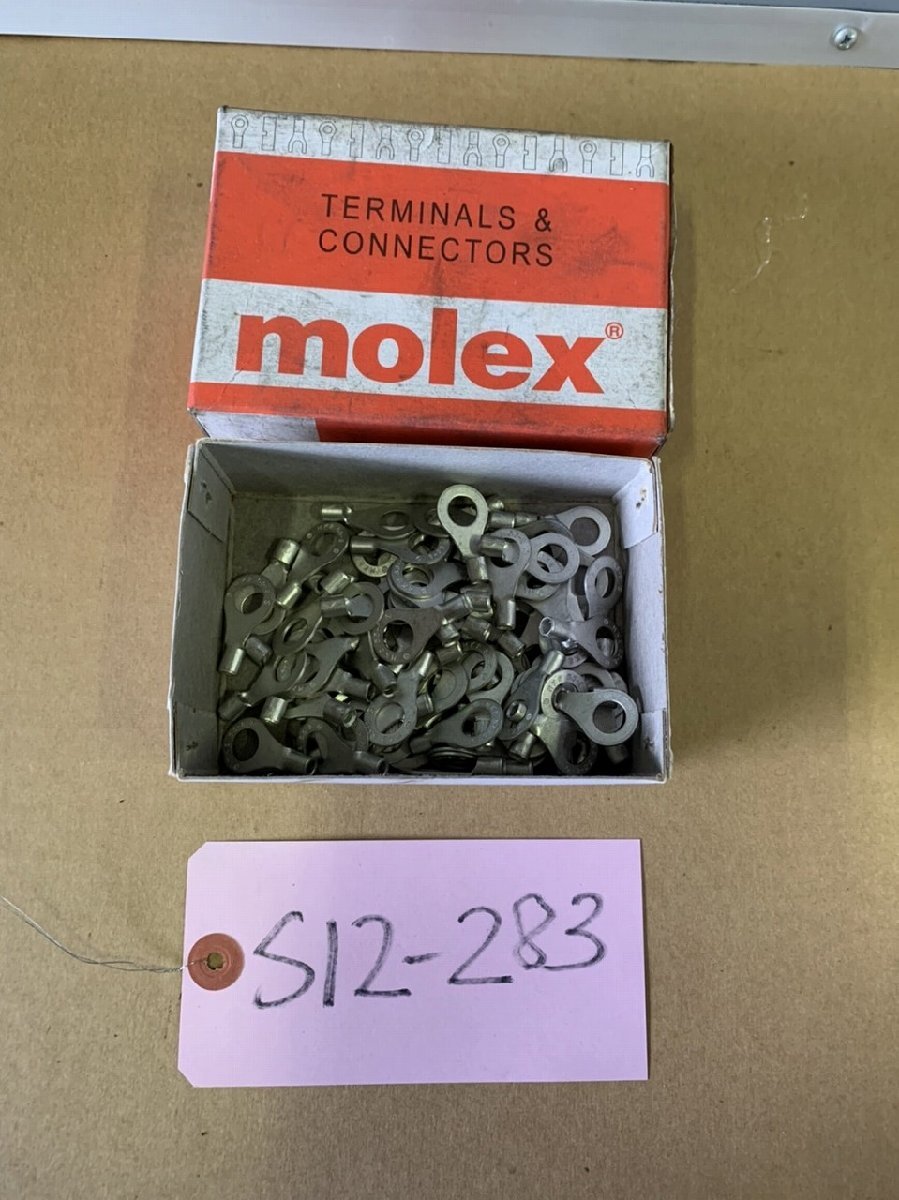 TERMINALS &
CONNECTORS
molex®
S12-283